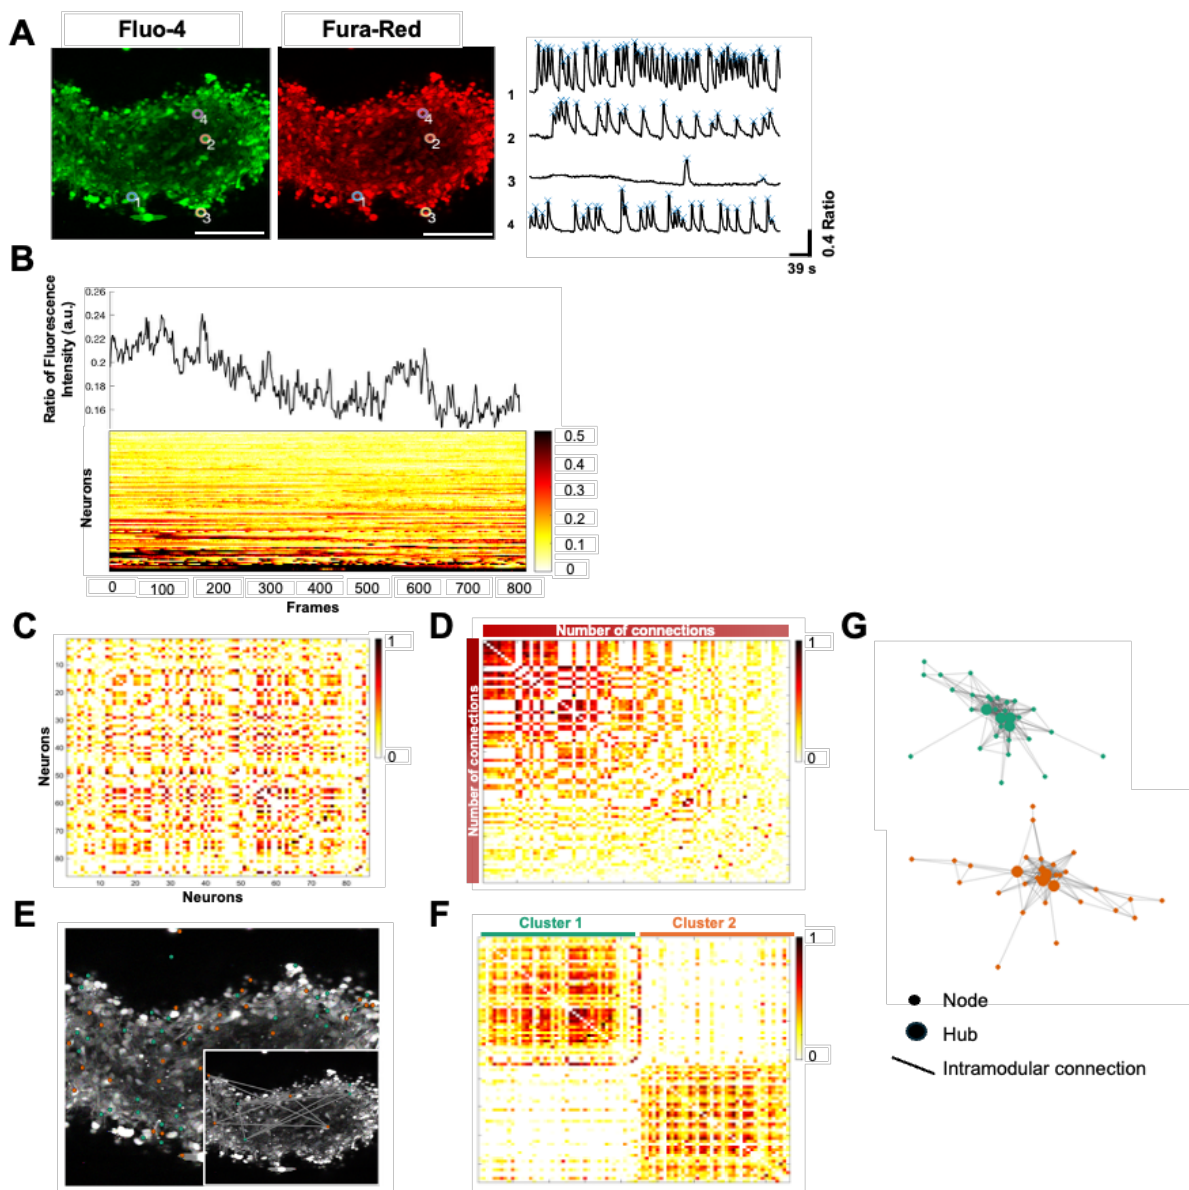 A
Fluo-4
Fura-Red
1
2
3
4
1
2
3
4
1
2
3
4
0.4 Ratio
39 s
B
Ratio of Fluorescence
Intensity (a.u.)
0.26
0.22
0.2
0.18
0.16
Neurons
0.5
0.4
0.3
0.2
0.1
0
0 100 200 300 400 500 600 700 800
Frames
C
Neurons
10
20
30
40
50
60
70
80
10 20 30 40 50 60 70 80
Neurons
1
0
D
Number of connections
Number of connections
1
0
E
F
Cluster 1 Cluster 2
1
0
G
Node
Hub
Intramodular connection